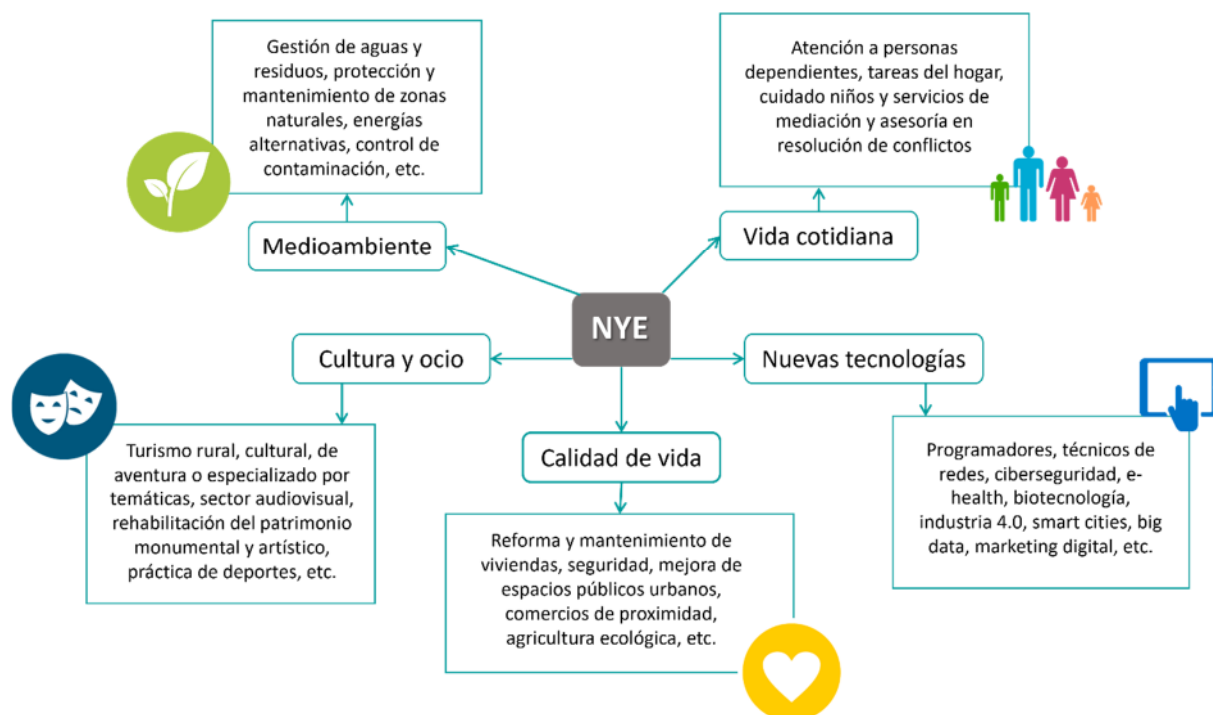 Gestión de aguas y
residuos, protección y
mantenimiento de zonas
naturales, energías
alternativas, control de
contaminación, etc.
Medioambiente
Atención a personas
dependientes, tareas del hogar,
cuidado niños y servicios de
mediación y asesoría en
resolución de conflictos
Vida cotidiana
NYE
Cultura y ocio
Turismo rural, cultural, de
aventura o especializado por
temáticas, sector audiovisual,
rehabilitación del patrimonio
monumental y artístico,
práctica de deportes, etc.
Calidad de vida
Reforma y mantenimiento de
viviendas, seguridad, mejora de
espacios públicos urbanos,
comercios de proximidad,
agricultura ecológica, etc.
Nuevas tecnologías
Programadores, técnicos de
redes, ciberseguridad, e-
health, biotecnología,
industria 4.0, smart cities, big
data, marketing digital, etc.